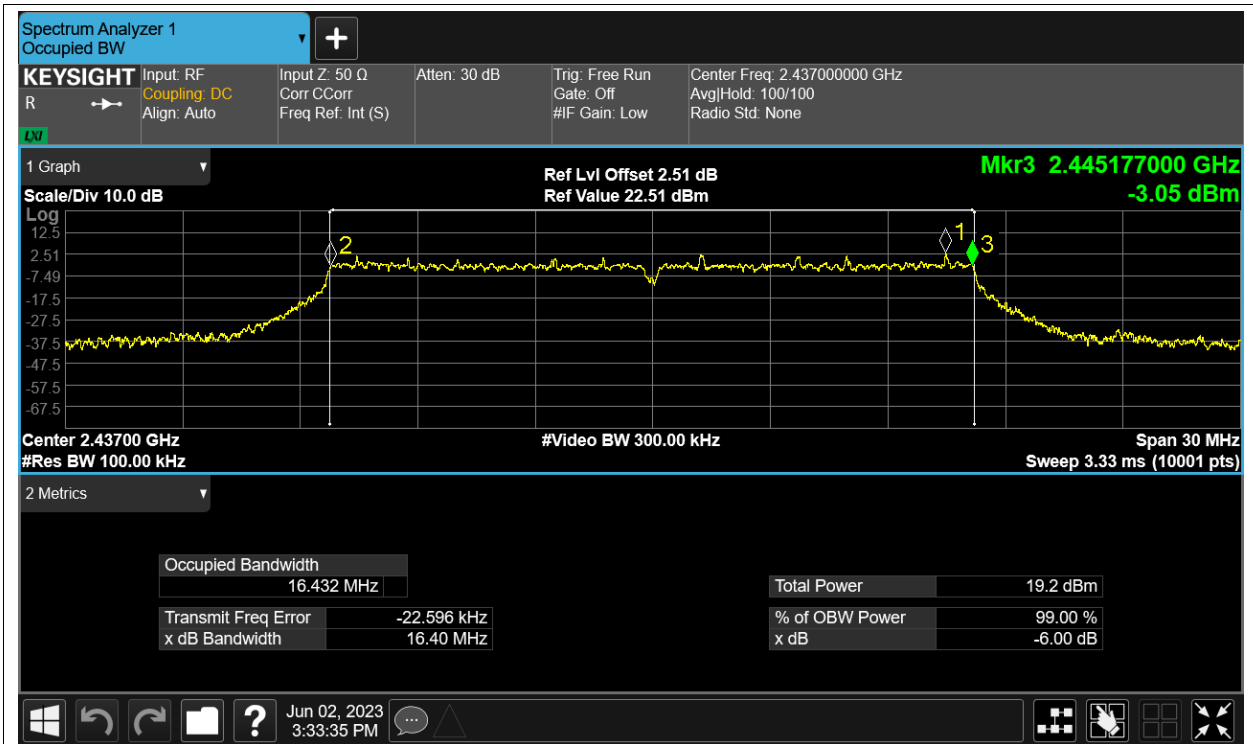 Spectrum Analyzer 1
Occupied BW
KEYSIGHT
R
LXI
Input: RF
Coupling: DC
Align: Auto
Input Z: 50 Ω
Corr CCorr
Freq Ref: Int (S)
Atten: 30 dB
Trig: Free Run
Gate: Off
#IF Gain: Low
Center Freq: 2.437000000 GHz
Avg|Hold: 100/100
Radio Std: None
1 Graph
Scale/Div 10.0 dB
Ref Lvl Offset 2.51 dB
Ref Value 22.51 dBm
Mkr3 2.445177000 GHz
-3.05 dBm
Log
12.5
2.51
-7.49
-17.5
-27.5
-37.5
-47.5
-57.5
-67.5
2
1
3
Center 2.43700 GHz
#Res BW 100.00 kHz
#Video BW 300.00 kHz
Span 30 MHz
Sweep 3.33 ms (10001 pts)
2 Metrics
Occupied Bandwidth
16.432 MHz
Transmit Freq Error -22.596 kHz
x dB Bandwidth 16.40 MHz
Total Power 19.2 dBm
% of OBW Power 99.00 %
x dB -6.00 dB
?
Jun 02, 2023
3:33:35 PM